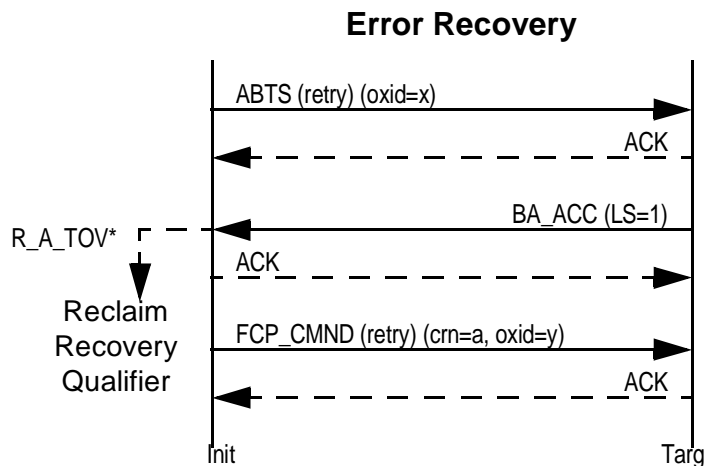 Error Recovery
ABTS (retry) (oxid=x)
ACK
BA_ACC (LS=1)
R_A_TOV*
ACK
Reclaim
Recovery
Qualifier
FCP_CMND (retry) (crn=a, oxid=y)
ACK
Init
Targ